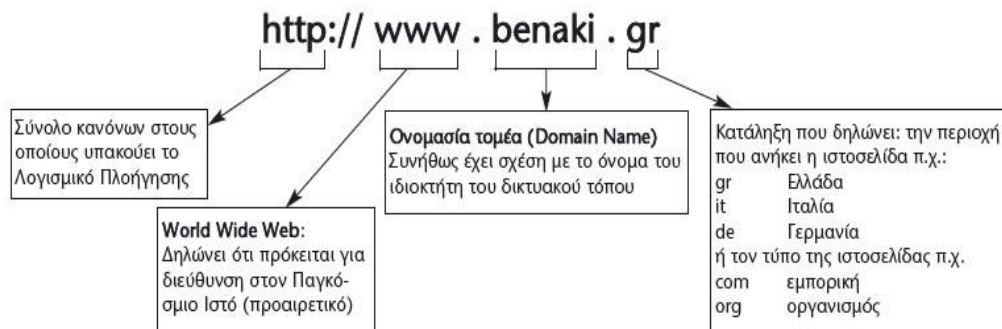 http:// www . benaki . gr
Σύνολο κανόνων στους
οποίους υπακούει το
Λογισμικό Πλοήγησης
World Wide Web:
Δηλώνει ότι πρόκειται για
διεύθυνση στον Παγκό-
σμιο Ιστό (προαιρετικό)
Ονομασία τομέα (Domain Name)
Συνήθως έχει σχέση με το όνομα του
ιδιοκτήτη του δικτυακού τόπου
Κατάληξη που δηλώνει: την περιοχή
που ανήκει η ιστοσελίδα π.χ.:
gr Ελλάδα
it Ιταλία
de Γερμανία
ή τον τύπο της ιστοσελίδας π.χ.
com εμπορική
org οργανισμός